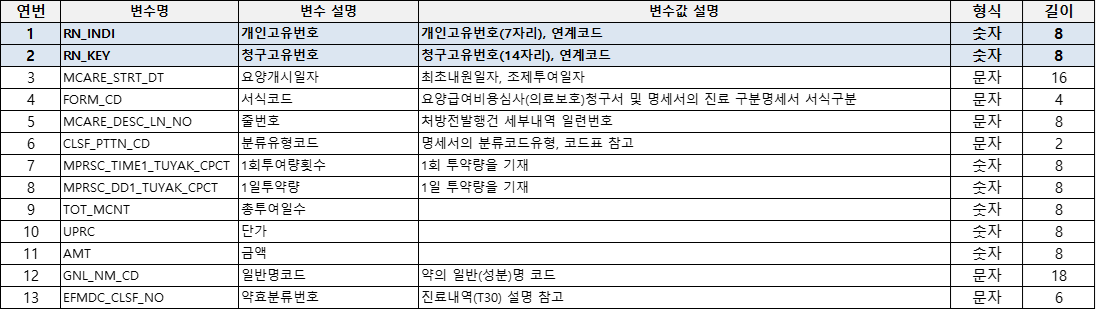 연번 변수명 변수 설명 변수값 설명 형식 길이
1 RN_INDI 개인고유번호 개인고유번호(7자리), 연계코드 숫자 8
2 RN_KEY 청구고유번호 청구고유번호(14자리), 연계코드 숫자 8
3 MCARE_STRT_DT 요양개시일자 최초내원일자, 조제투여일자 문자 16
4 FORM_CD 서식코드 요양급여비용심사(의료보호)청구서 및 명세서의 진료 구분명세서 서식구분 문자 4
5 MCARE_DESC_LN_NO 줄번호 처방전발행건 세부내역 일련번호 문자 8
6 CLSF_PTTN_CD 분류유형코드 명세서의 분류코드유형, 코드표 참고 문자 2
7 MPRSC_TIME1_TUYAK_CPCT 1회투여량횟수 1회 투약량을 기재 숫자 8
8 MPRSC_DD1_TUYAK_CPCT 1일투약량 1일 투약량을 기재 숫자 8
9 TOT_MCNT 총투여일수 숫자 8
10 UPRC 단가 숫자 8
11 AMT 금액 숫자 8
12 GNL_NM_CD 일반명코드 약의 일반(성분)명 코드 문자 18
13 EFMDC_CLSF_NO 약효분류번호 진료내역(T30) 설명 참고 문자 6